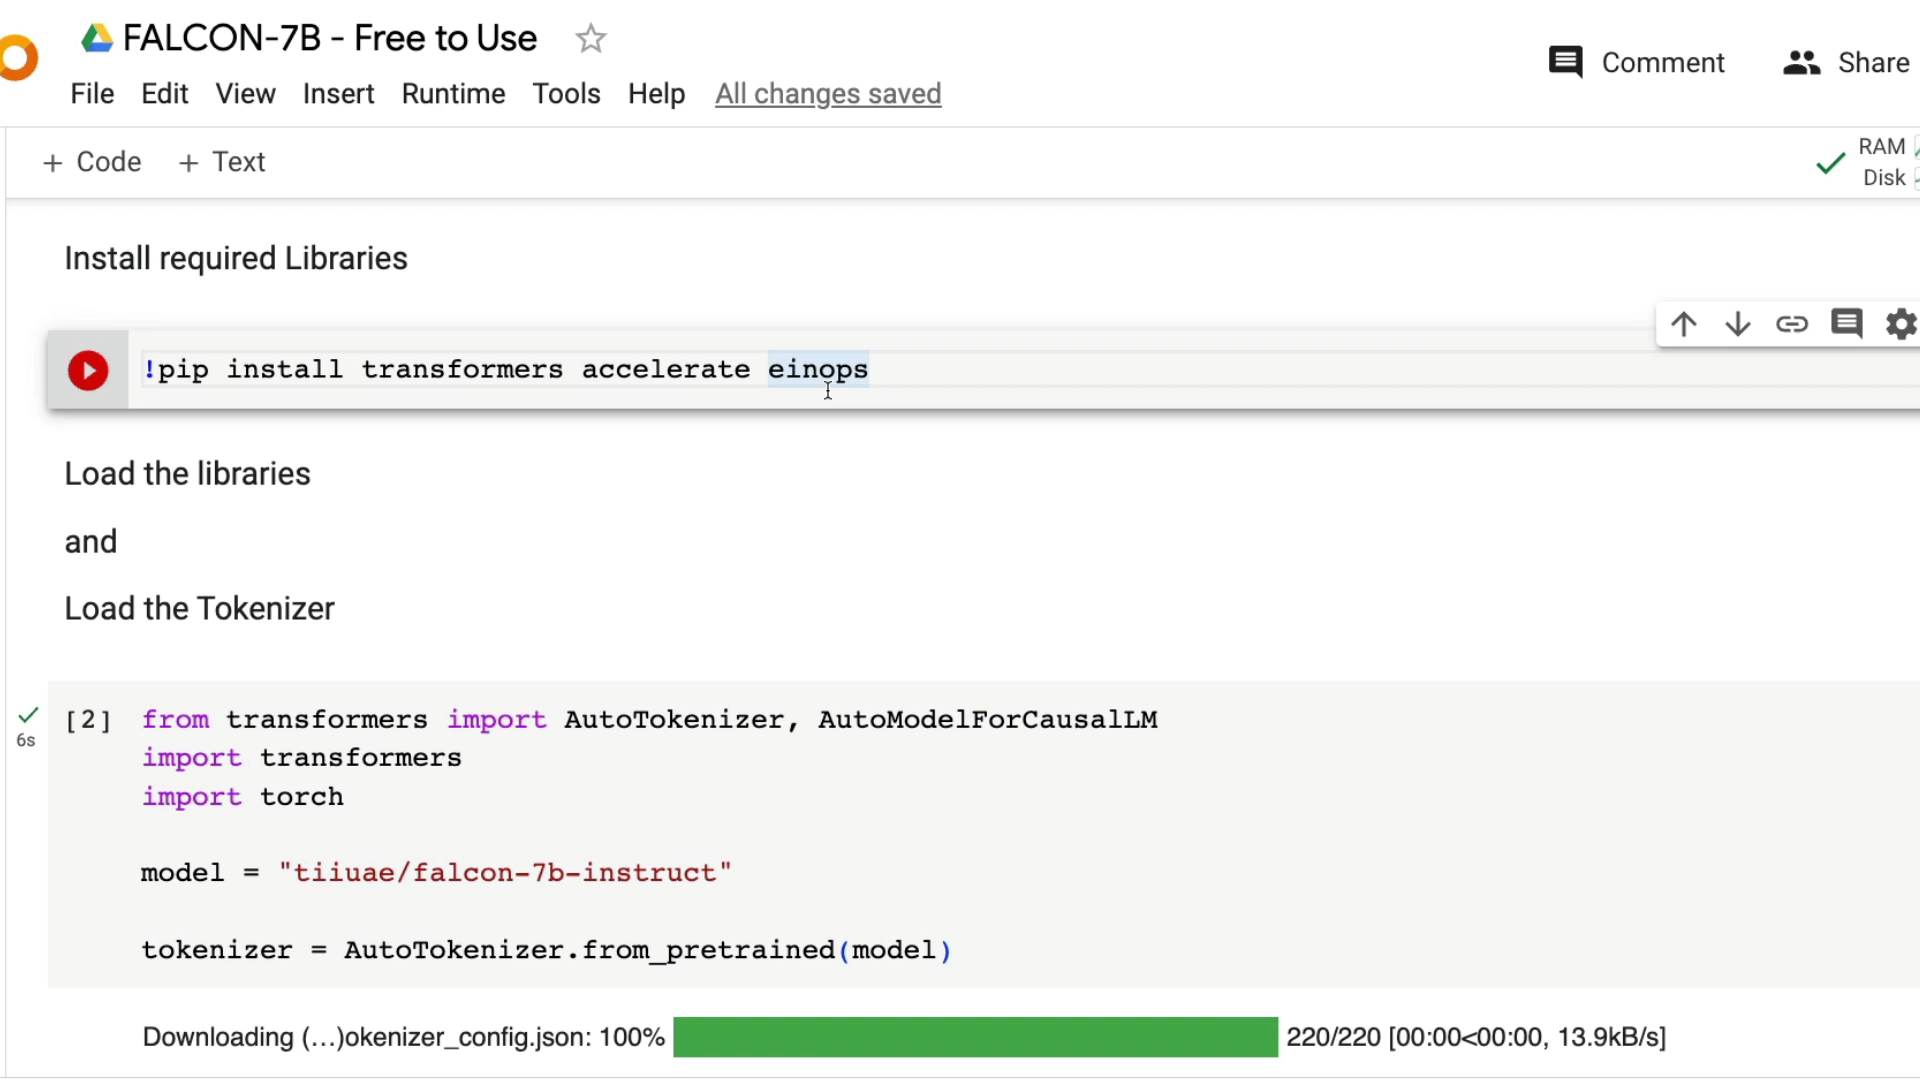 FALCON-7B - Free to Use
Comment
Share
File Edit View Insert Runtime Tools Help All changes saved
+ Code + Text
RAM
Disk
Install required Libraries
!pip install transformers accelerate einops
Load the libraries
and
Load the Tokenizer
6s
[2] from transformers import AutoTokenizer, AutoModelForCausalLM
import transformers
import torch
model = "tiiuae/falcon-7b-instruct"
tokenizer = AutoTokenizer.from_pretrained(model)
Downloading (…)okenizer_config.json: 100% 220/220 [00:00<00:00, 13.9kB/s]